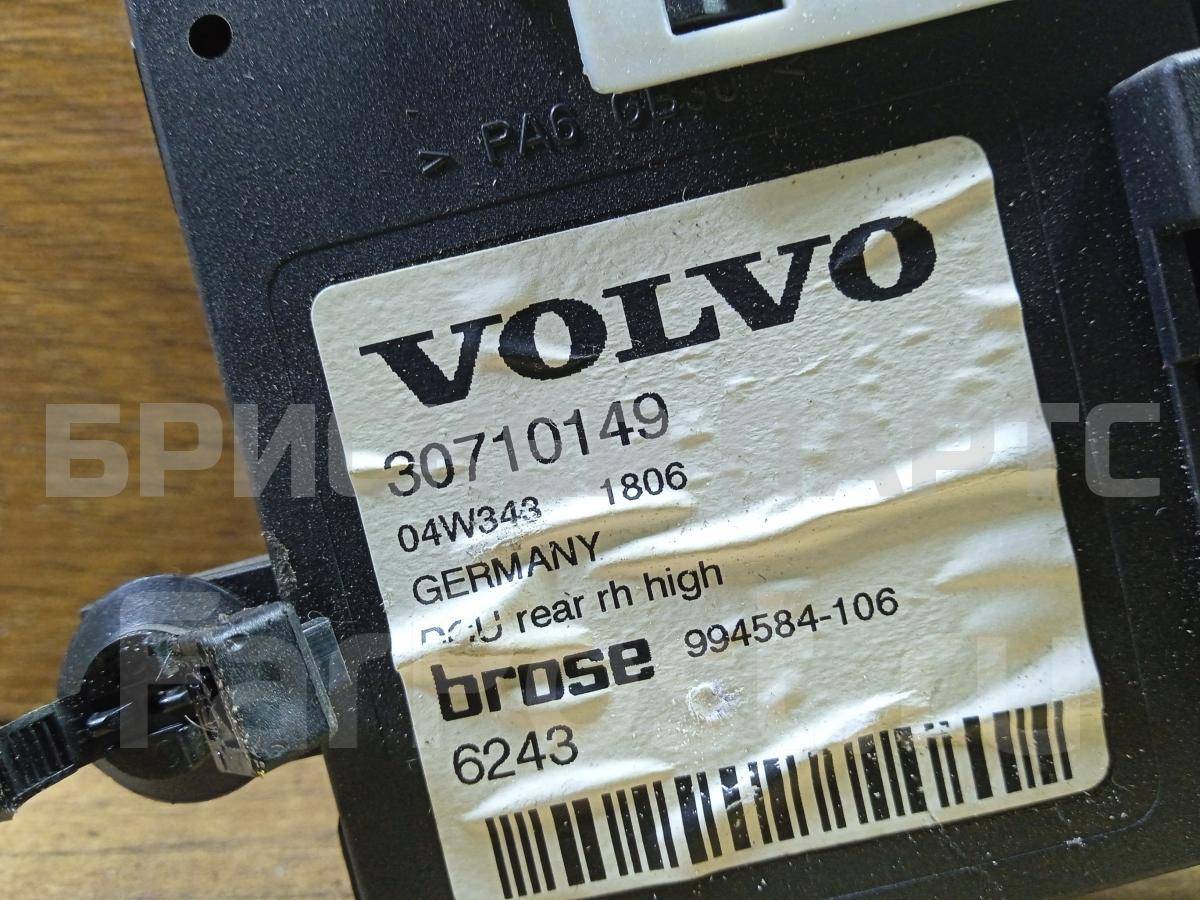 > PA6 <
VOLVO
30710149
04W343 1806
GERMANY
rear rh high
brose 994584-106
6243